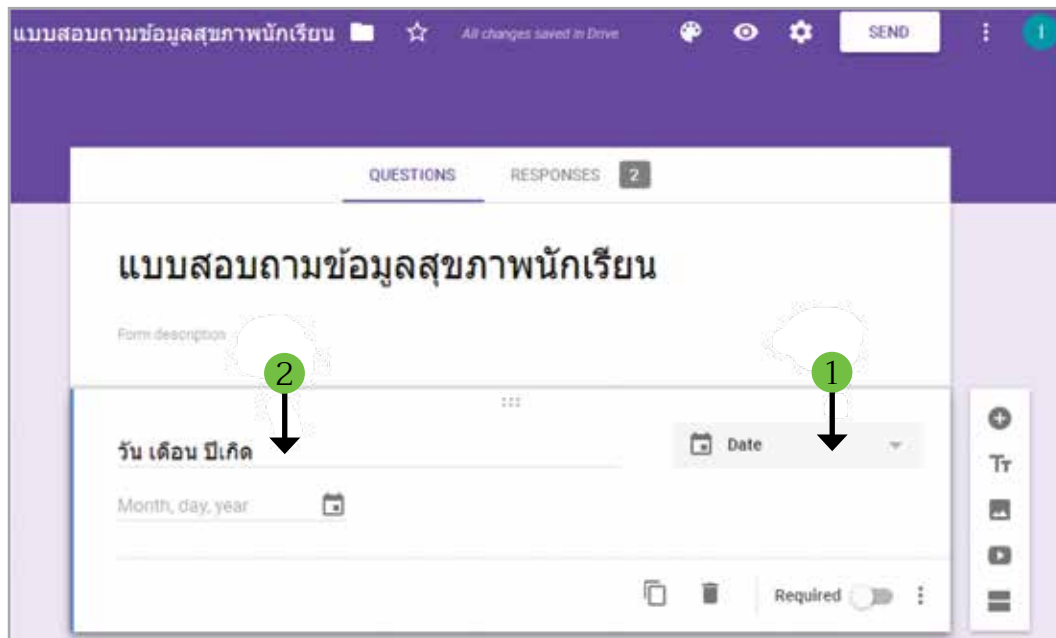 แบบสอบถามข้อมูลสุขภาพนักเรียน All changes saved in Drive SEND 1
QUESTIONS RESPONSES 2
แบบสอบถามข้อมูลสุขภาพนักเรียน
Form description
2 1
วัน เดือน ปีเกิด Date
Tт
Month, day, year
Required